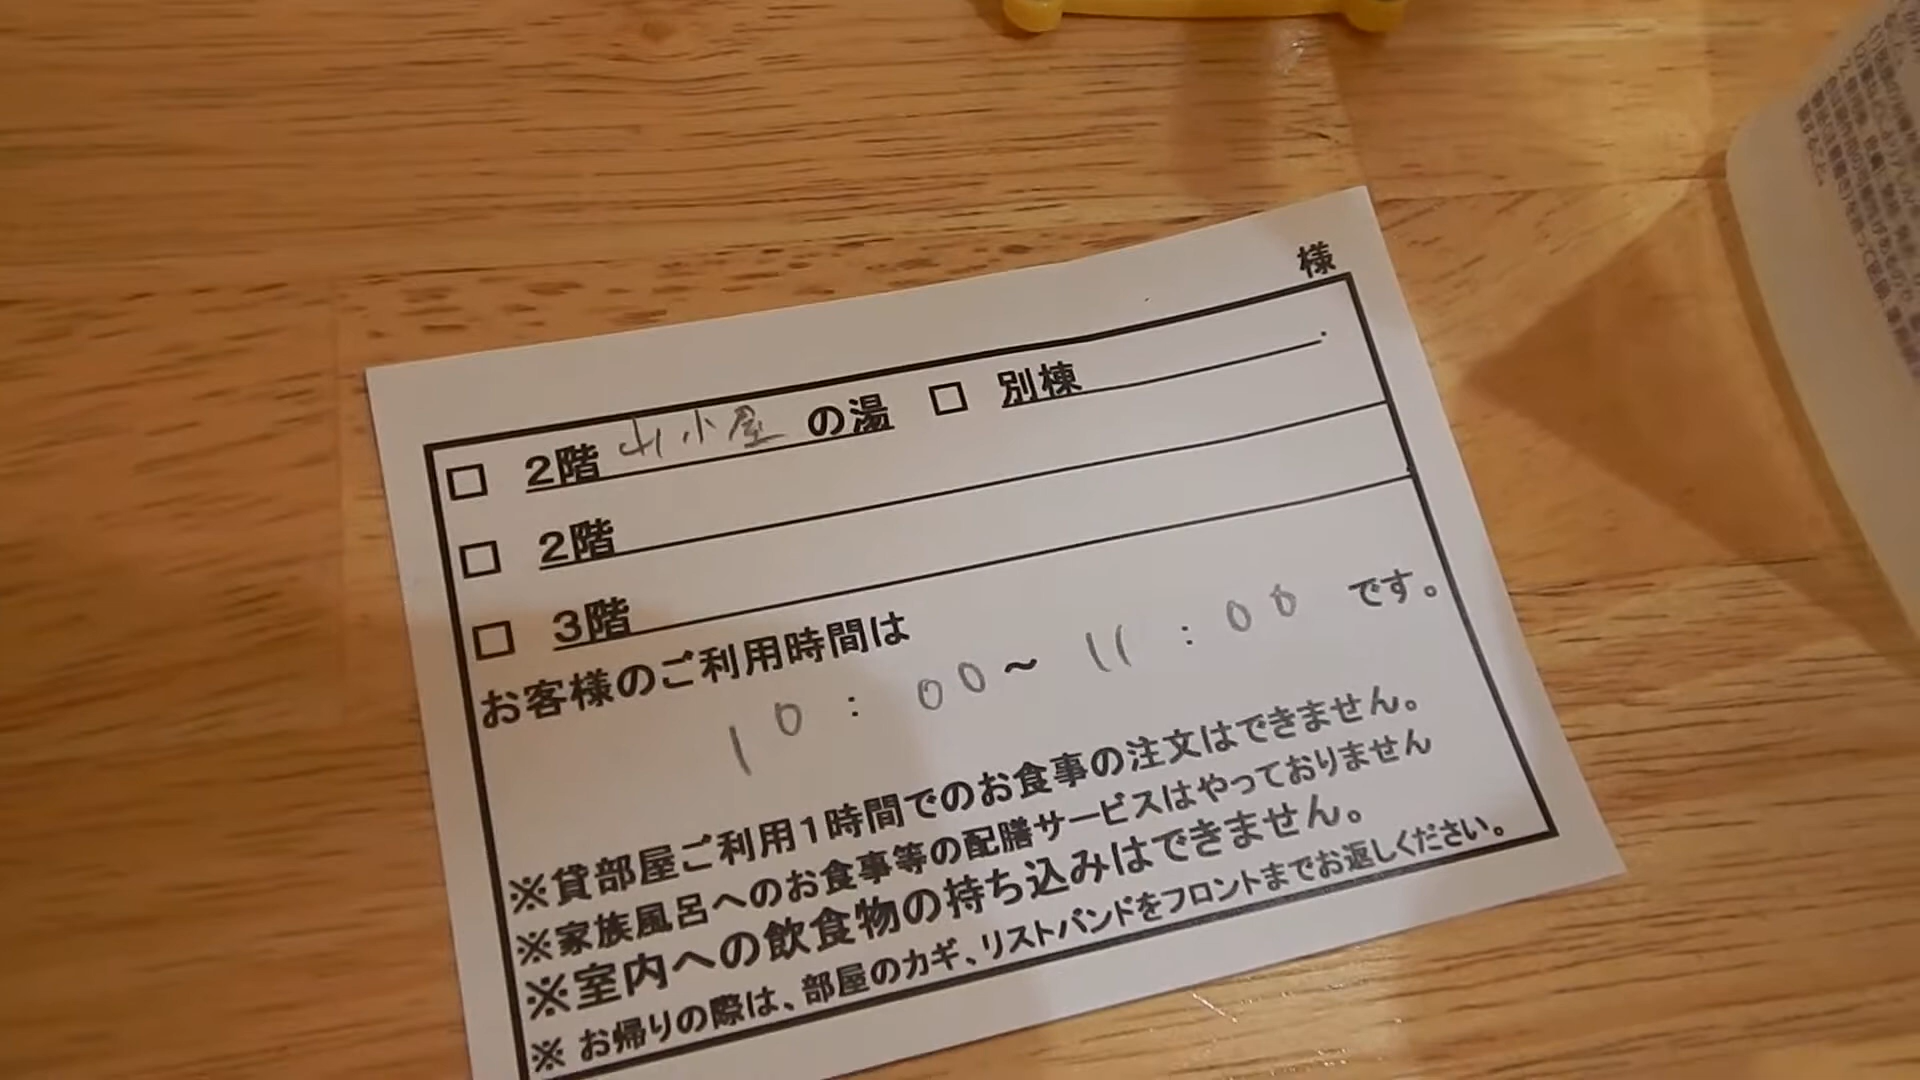 様
□ 2階 山小屋 の湯 □ 別棟
□ 2階
□ 3階
お客様のご利用時間は
10:00～11:00 です。
※貸部屋ご利用1時間でのお食事の注文はできません。
※家族風呂へのお食事等の配膳サービスはやっておりません
※室内への飲食物の持ち込みはできません。
※ お帰りの際は、部屋のカギ、リストバンドをフロントまでお返しください。